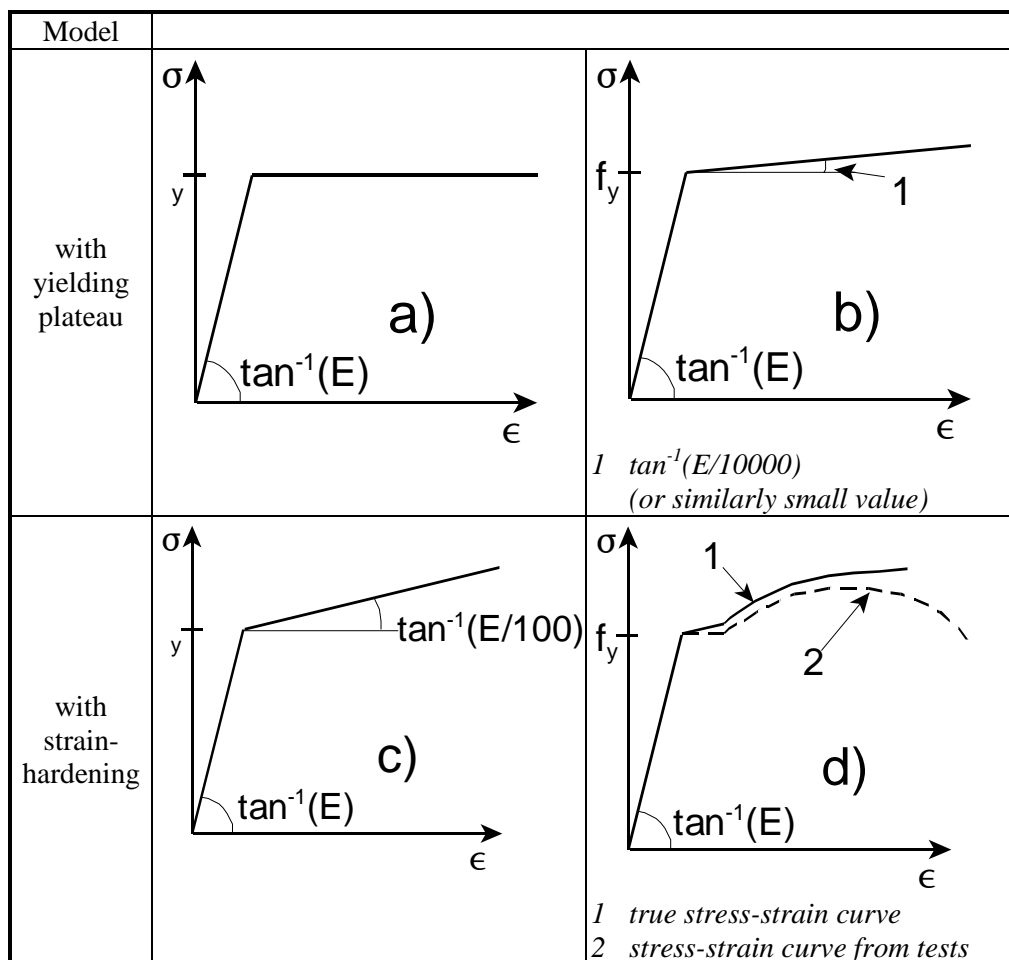 Model
with
yielding
plateau
σ
y
a)
tan⁻¹(E)
ϵ
σ
f_y
1
b)
tan⁻¹(E)
ϵ
1 tan⁻¹(E/10000)
(or similarly small value)
with
strain-
hardening
σ
y
tan⁻¹(E/100)
c)
tan⁻¹(E)
ϵ
σ
1
f_y
2
d)
tan⁻¹(E)
ϵ
1 true stress-strain curve
2 stress-strain curve from tests